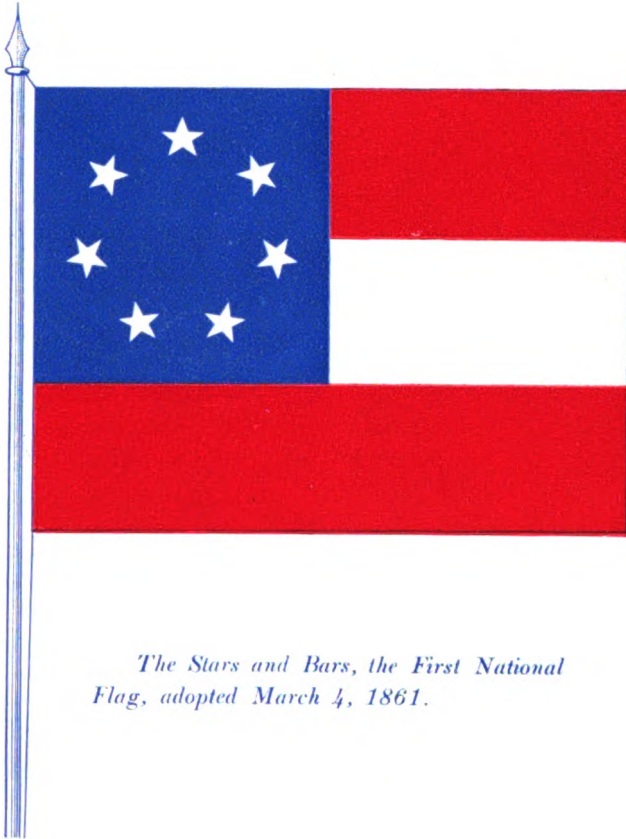 The Stars and Bars, the First National
Flag, adopted March 4, 1861.